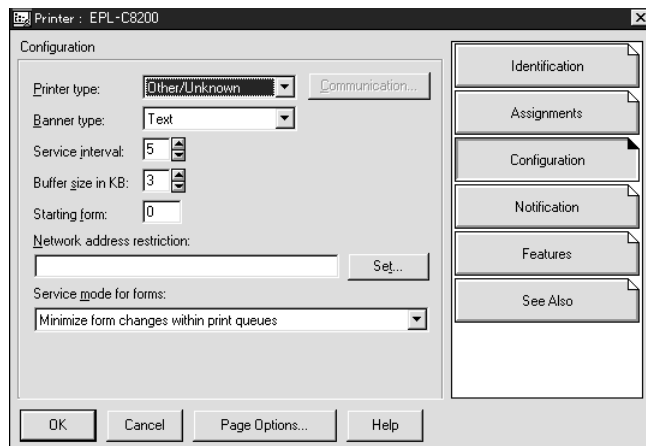 Printer : EPL-C8200
Configuration
Printer type: Other/Unknown Communication...
Banner type: Text
Service interval: 5
Buffer size in KB: 3
Starting form: 0
Network address restriction:
Set...
Service mode for forms:
Minimize form changes within print queues
OK Cancel Page Options... Help
Identification
Assignments
Configuration
Notification
Features
See Also